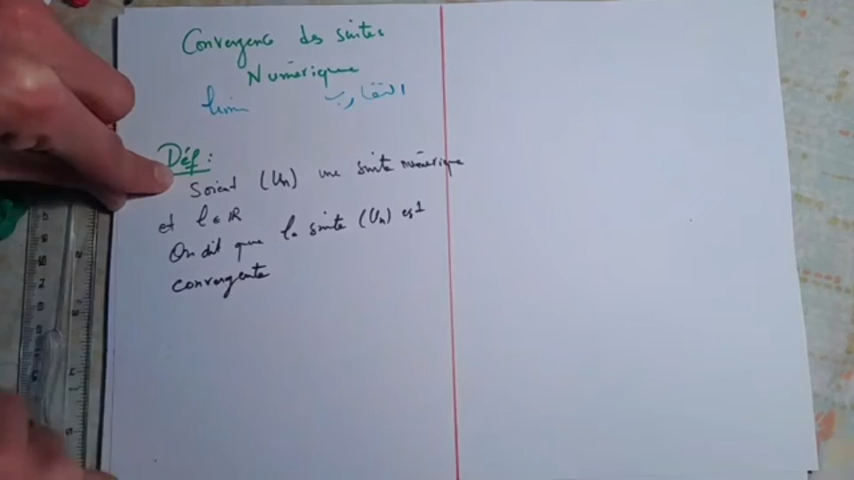 Convergence des suites
Numérique
lim التقارب
Déf:
Soient (Un) une suite numérique
et l ∈ ℝ
On dit que la suite (Un) est
convergente